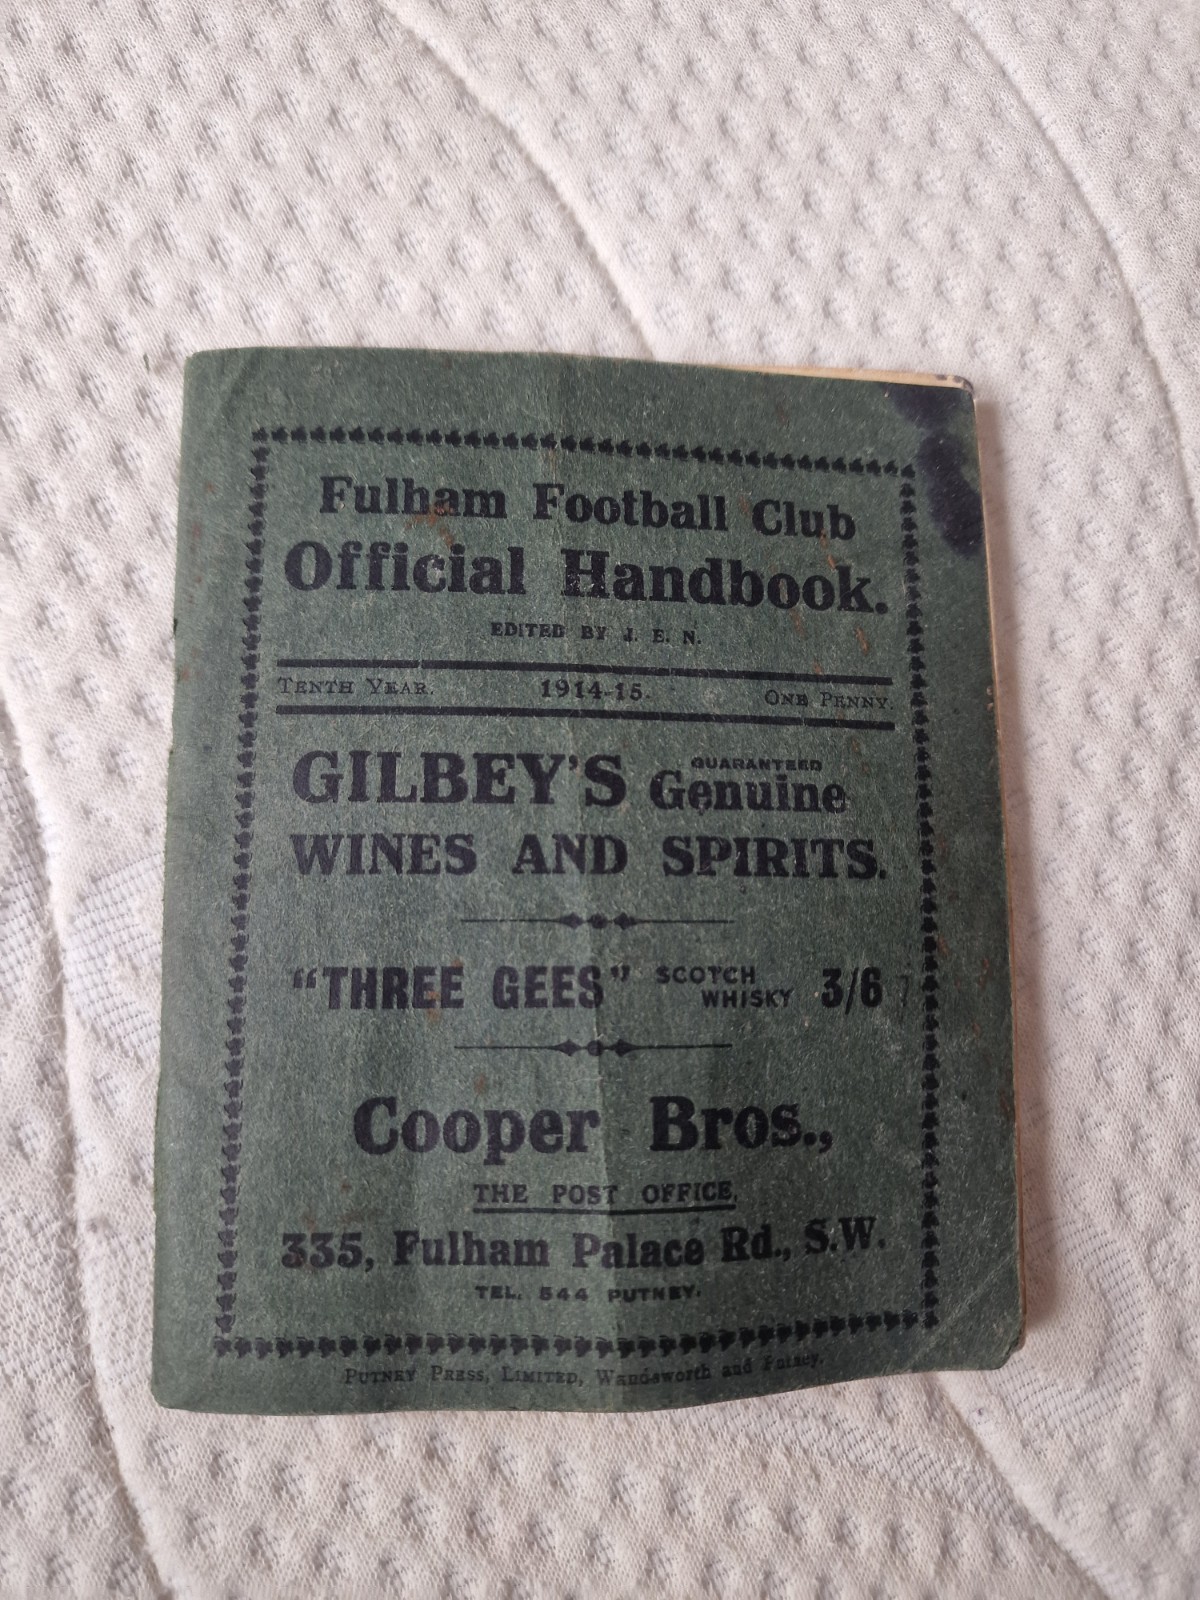 Fulham Football Club
Official Handbook.
EDITED BY J. E. N.
TENTH YEAR. 1914-15. ONE PENNY.
GILBEY'S GUARANTEED Genuine
WINES AND SPIRITS.
"THREE GEES" SCOTCH WHISKY 3/6
Cooper Bros.,
THE POST OFFICE,
335, Fulham Palace Rd., S.W.
TEL. 544 PUTNEY.
PUTNEY PRESS, LIMITED, Wandsworth and Putney.